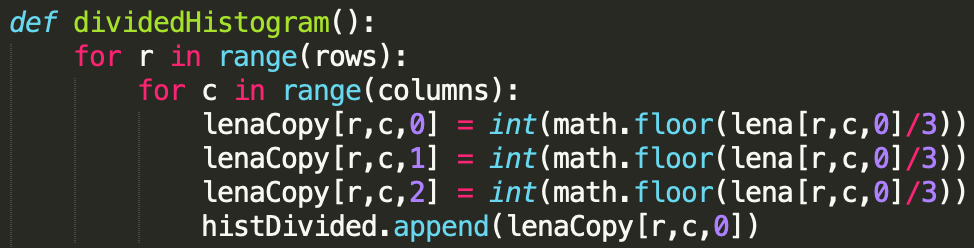 def dividedHistogram():
    for r in range(rows):
        for c in range(columns):
            lenaCopy[r,c,0] = int(math.floor(lena[r,c,0]/3))
            lenaCopy[r,c,1] = int(math.floor(lena[r,c,0]/3))
            lenaCopy[r,c,2] = int(math.floor(lena[r,c,0]/3))
            histDivided.append(lenaCopy[r,c,0])